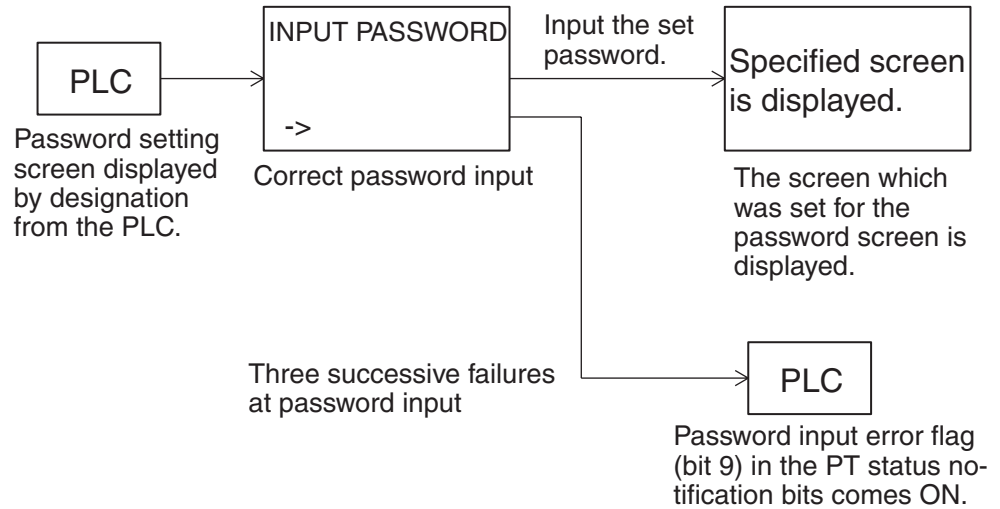 PLC
Password setting
screen displayed
by designation
from the PLC.
INPUT PASSWORD
->
Correct password input
Input the set
password.
Specified screen
is displayed.
The screen which
was set for the
password screen is
displayed.
Three successive failures
at password input
PLC
Password input error flag
(bit 9) in the PT status no-
tification bits comes ON.